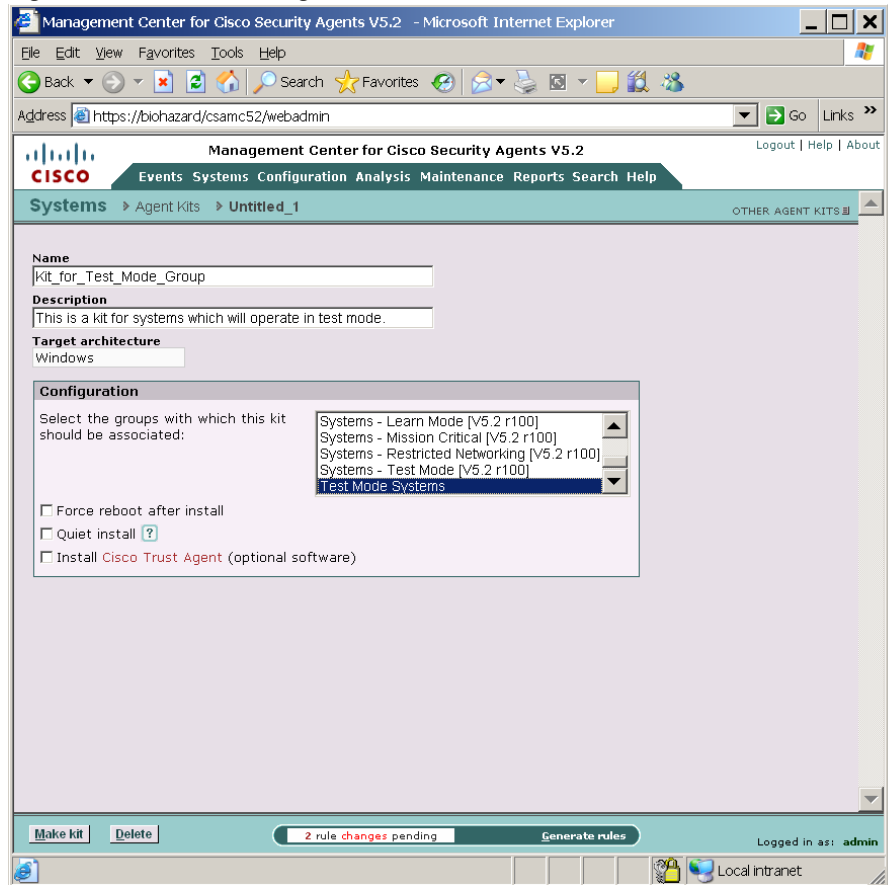 Management Center for Cisco Security Agents V5.2 - Microsoft Internet Explorer
File Edit View Favorites Tools Help
Back Search Favorites
Address https://biohazard/csamc52/webadmin Go Links »
Management Center for Cisco Security Agents V5.2 Logout | Help | About
CISCO Events Systems Configuration Analysis Maintenance Reports Search Help
Systems Agent Kits Untitled_1 OTHER AGENT KITS
Name
Kit_for_Test_Mode_Group
Description
This is a kit for systems which will operate in test mode.
Target architecture
Windows
Configuration
Select the groups with which this kit
should be associated:
Systems - Learn Mode [V5.2 r100]
Systems - Mission Critical [V5.2 r100]
Systems - Restricted Networking [V5.2 r100]
Systems - Test Mode [V5.2 r100]
Test Mode Systems
Force reboot after install
Quiet install ?
Install Cisco Trust Agent (optional software)
Make kit Delete 2 rule changes pending Generate rules Logged in as: admin
Local intranet